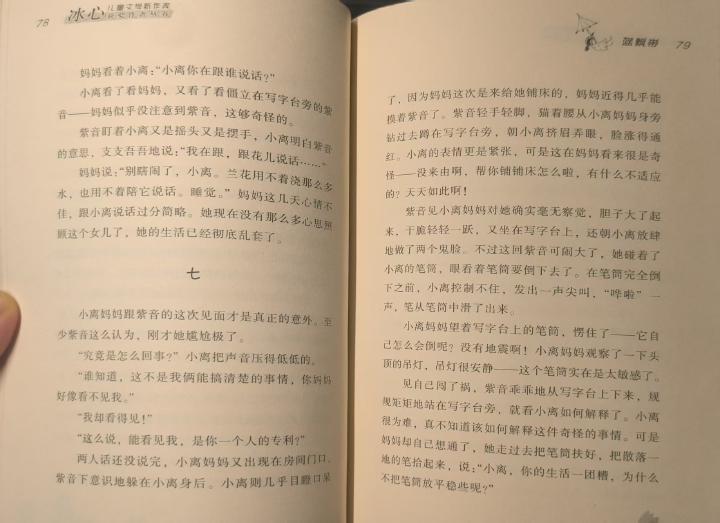 78
冰心
儿童文学新作奖
获奖作者丛书
妈妈看着小离:“小离你在跟谁说话?”
小离看了看妈妈,又看了看僵立在写字台旁的紫
音——妈妈似乎没注意到紫音,这够奇怪的。
紫音盯着小离又是摇头又是摆手,小离明白紫音
的意思,支支吾吾地说:“我在跟,跟花儿说话……”
妈妈说:“别瞎闹了,小离。兰花用不着浇那么多
水,也用不着陪它说话。睡觉。”妈妈这几天心情不
佳,跟小离说话过分简略。她现在没有那么多心思照
顾这个女儿了,她的生活已经彻底乱套了。
七
小离妈妈跟紫音的这次见面才是真正的意外。至
少紫音这么认为,刚才她尴尬极了。
“究竟是怎么回事?”小离把声音压得低低的。
“谁知道,这不是我俩能搞清楚的事情,你妈妈
好像看不见我。”
“我却看得见!”
“这么说,能看见我,是你一个人的专利?”
两人话还没说完,小离妈妈又出现在房间门口,
紫音下意识地躲在小离身后。小离则几乎目瞪口呆
蓝飘带 79
了,因为妈妈这次是来给她铺床的,妈妈近得几乎能
摸着紫音了。紫音轻手轻脚,猫着腰从小离妈妈身旁
钻过去蹲在写字台旁,朝小离挤眉弄眼,脸涨得通
红。小离的表情更是紧张,可是这在妈妈看来很是奇
怪——没来由啊,帮你铺铺床怎么啦,有什么不适应
的?天天如此啊!
紫音见小离妈妈对她确实毫无察觉,胆子大了起
来,干脆轻轻一跃,又坐在写字台上,还朝小离放肆
地做了两个鬼脸。不过这回紫音可闹大了,她碰着了
小离的笔筒,眼看着笔筒要倒下去了。在笔筒完全倒
下之前,小离控制不住,发出一声尖叫,“哗啦”一
声,笔从笔筒中滑了出来。
小离妈妈望着写字台上的笔筒,愣住了——它自
己怎么会倒呢?没有地震啊!小离妈妈观察了一下头
顶的吊灯,吊灯很安静——这个笔筒实在是太敏感了。
见自己闯了祸,紫音乖乖地从写字台上下来,规
规矩矩地站在写字台旁,就看小离如何解释了。小离
很为难,真不知道该如何解释这件奇怪的事情。可是
妈妈却自己想通了,她走过去把笔筒扶好,把散落一
地的笔拾起来,说:“小离,你的生活一团糟,为什么
不把笔筒放平稳些呢?”